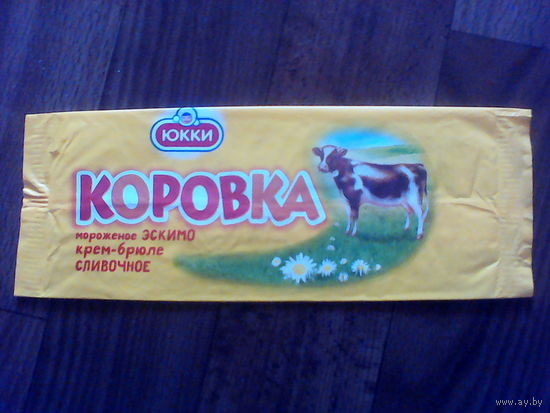 ЮККИ
КОРОВКА
мороженое ЭСКИМО
крем-брюле
СЛИВОЧНОЕ
www.ay.by